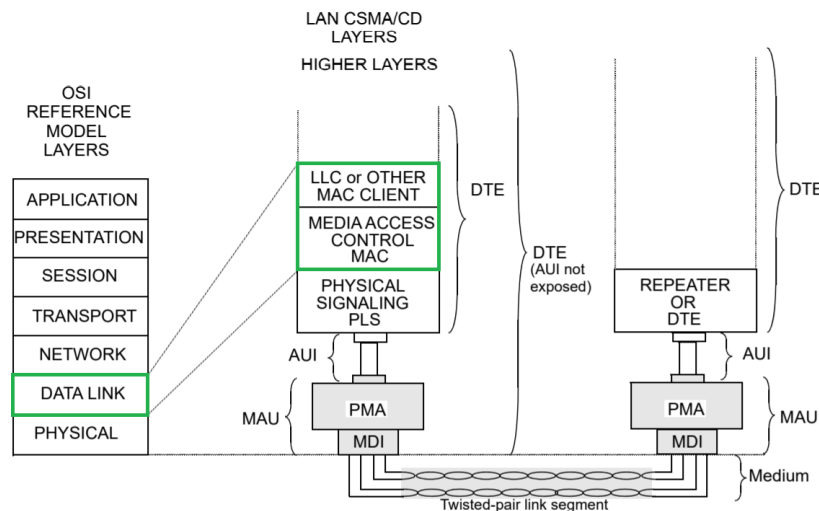 LAN CSMA/CD
LAYERS
HIGHER LAYERS
OSI
REFERENCE
MODEL
LAYERS
APPLICATION
PRESENTATION
SESSION
TRANSPORT
NETWORK
DATA LINK
PHYSICAL
LLC or OTHER
MAC CLIENT
MEDIA ACCESS
CONTROL
MAC
PHYSICAL
SIGNALING
PLS
DTE
DTE
(AUI not
exposed)
AUI
MAU
PMA
MDI
REPEATER
OR
DTE
DTE
AUI
PMA
MAU
MDI
Medium
Twisted-pair link segment